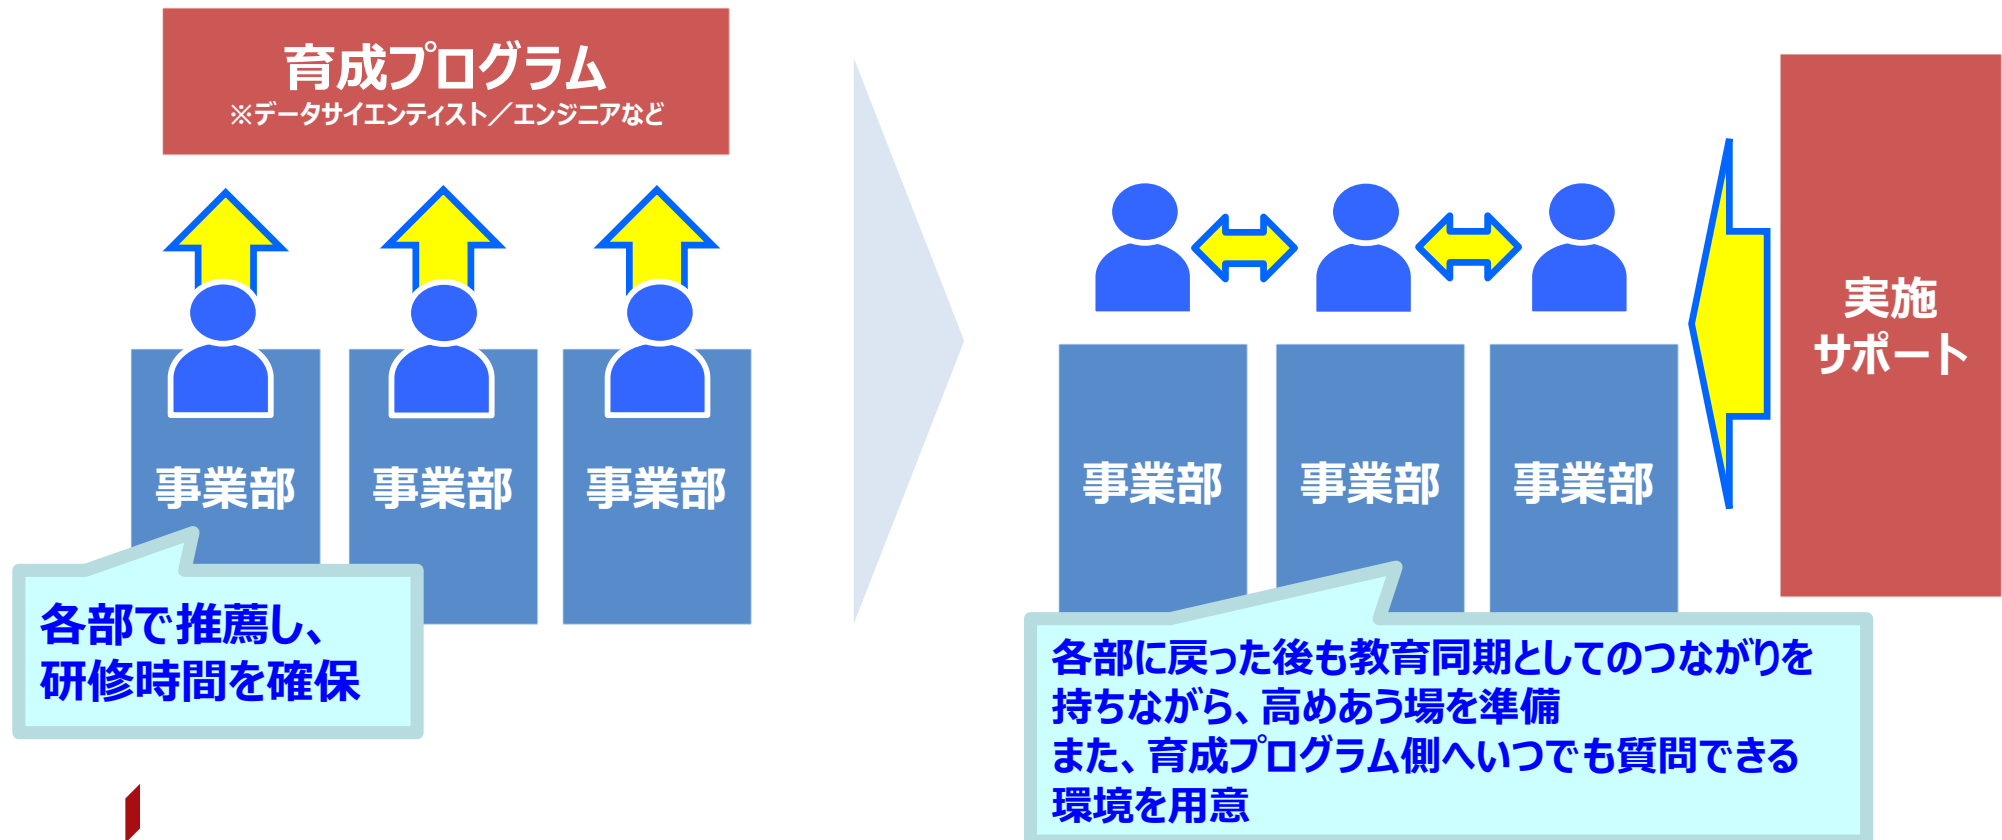 育成プログラム
※データサイエンティスト／エンジニアなど
事業部
事業部
事業部
各部で推薦し、
研修時間を確保
実施
サポート
事業部
事業部
事業部
各部に戻った後も教育同期としてのつながりを
持ちながら、高めあう場を準備
また、育成プログラム側へいつでも質問できる
環境を用意